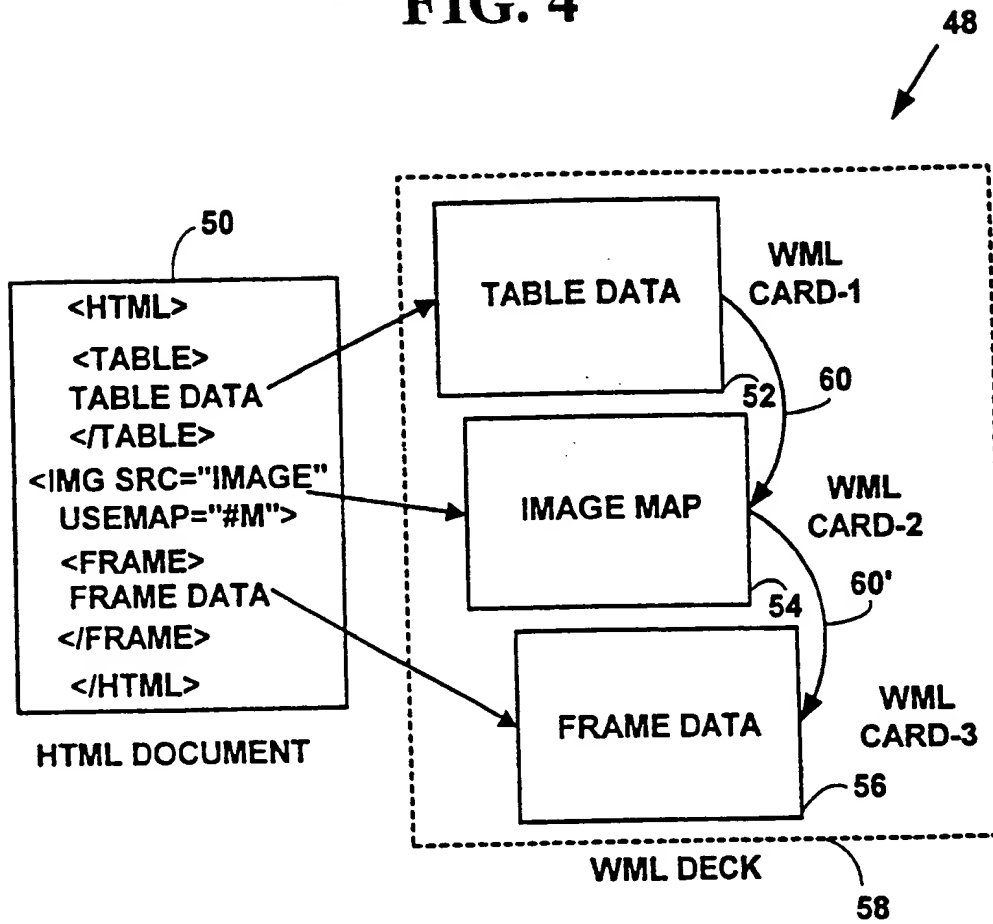 FIG. 4
48
50
<HTML>
<TABLE>
TABLE DATA
</TABLE>
<IMG SRC="IMAGE"
USEMAP="#M">
<FRAME>
FRAME DATA
</FRAME>
</HTML>
HTML DOCUMENT
TABLE DATA
WML
CARD-1
52
60
IMAGE MAP
WML
CARD-2
54
60'
FRAME DATA
WML
CARD-3
56
WML DECK
58